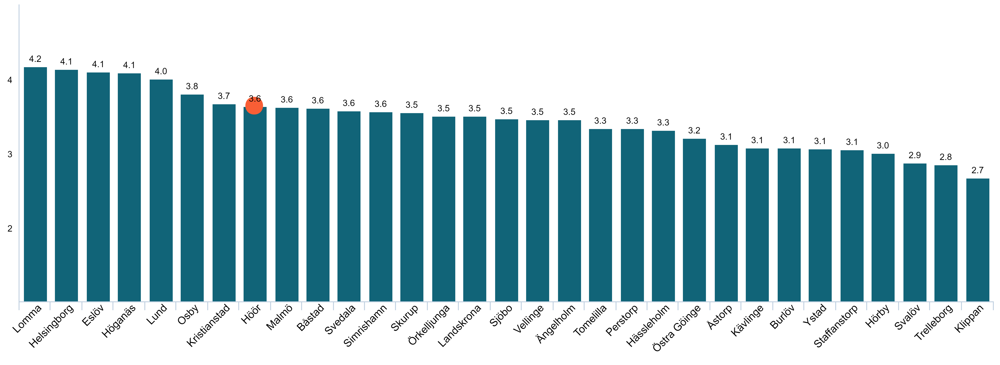 4.2
4.1
4.1
4.1
4.0
3.8
3.7
3.6
3.6
3.6
3.6
3.6
3.5
3.5
3.5
3.5
3.5
3.5
3.3
3.3
3.3
3.2
3.1
3.1
3.1
3.1
3.1
3.0
2.9
2.8
2.7
4
3
2
Lomma
Helsingborg
Eslöv
Höganäs
Lund
Osby
Kristianstad
Höör
Malmö
Båstad
Svedala
Simrishamn
Skurup
Örkelljunga
Landskrona
Sjöbo
Vellinge
Ängelholm
Tomelilla
Perstorp
Hässleholm
Östra Göinge
Åstorp
Kävlinge
Burlöv
Ystad
Staffanstorp
Hörby
Svalöv
Trelleborg
Klippan